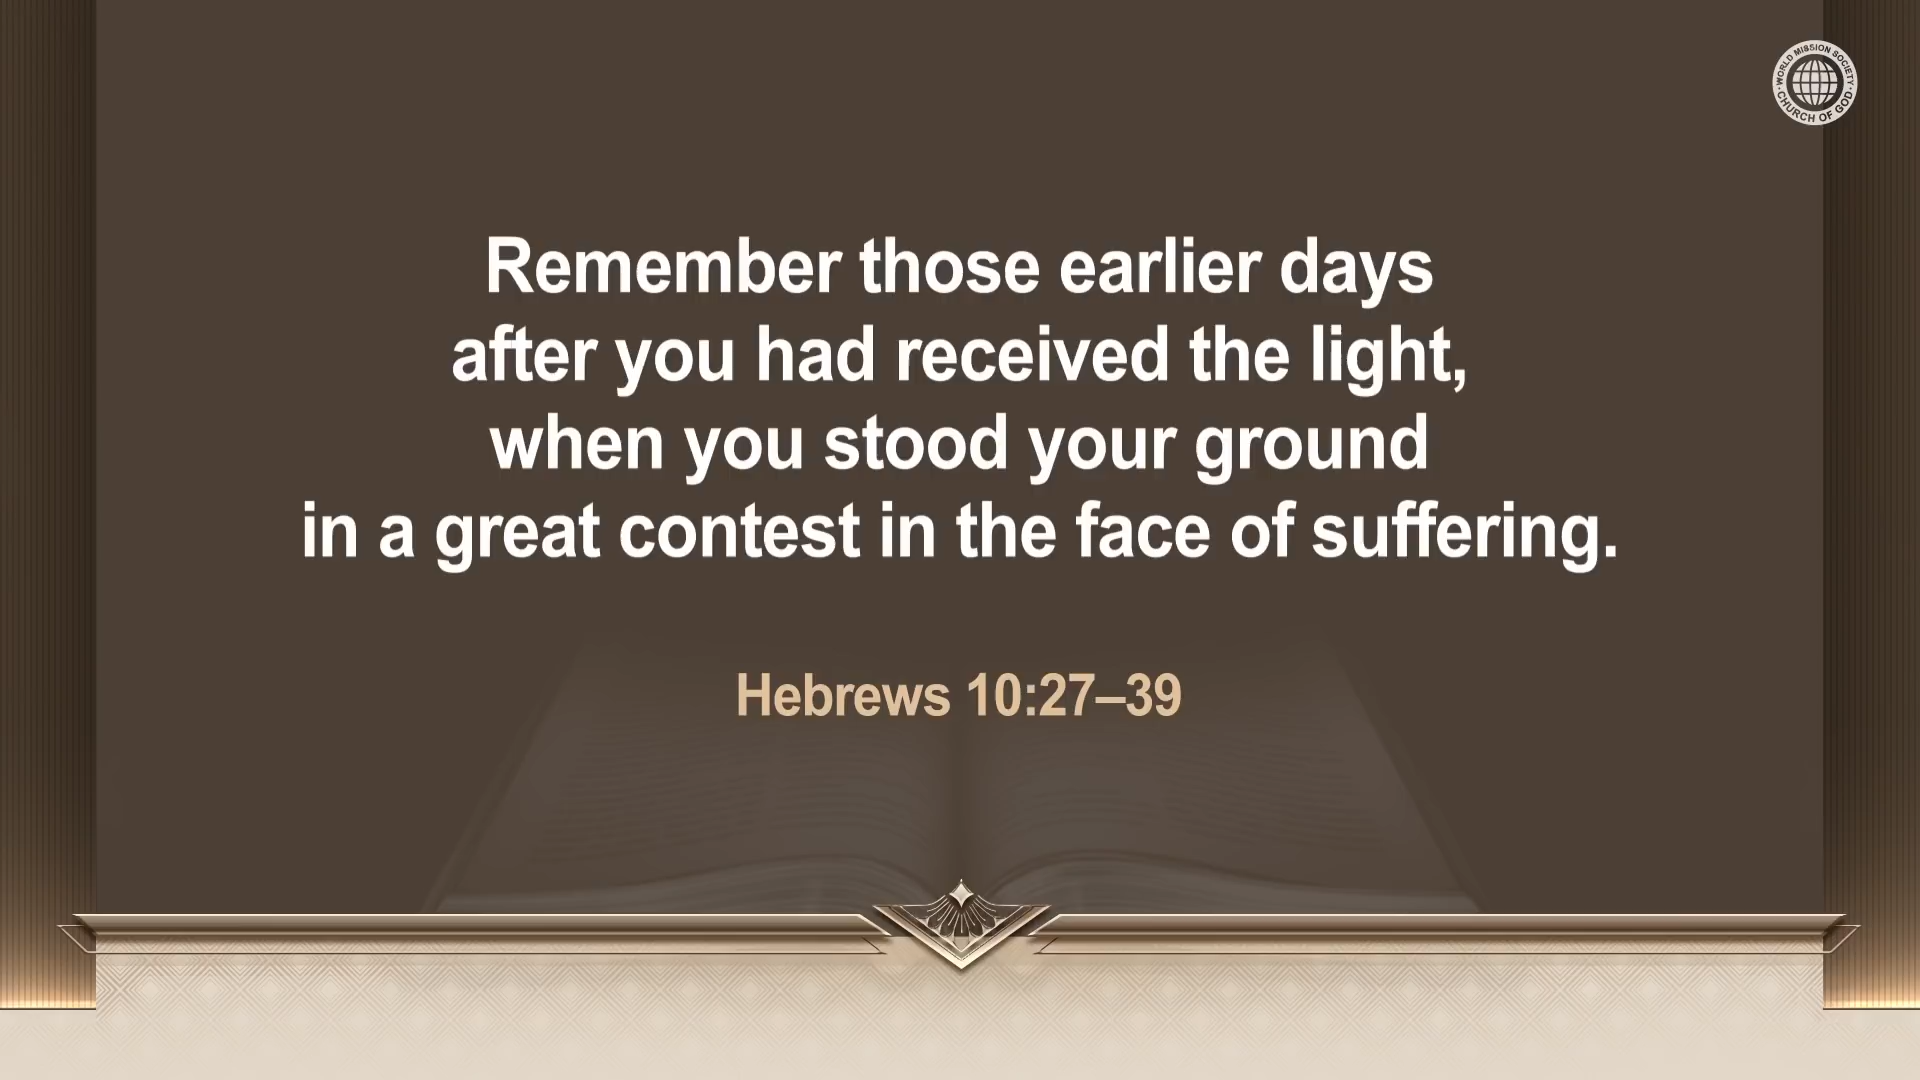 WORLD MISSION SOCIETY
CHURCH OF GOD
Remember those earlier days
after you had received the light,
when you stood your ground
in a great contest in the face of suffering.
Hebrews 10:27–39